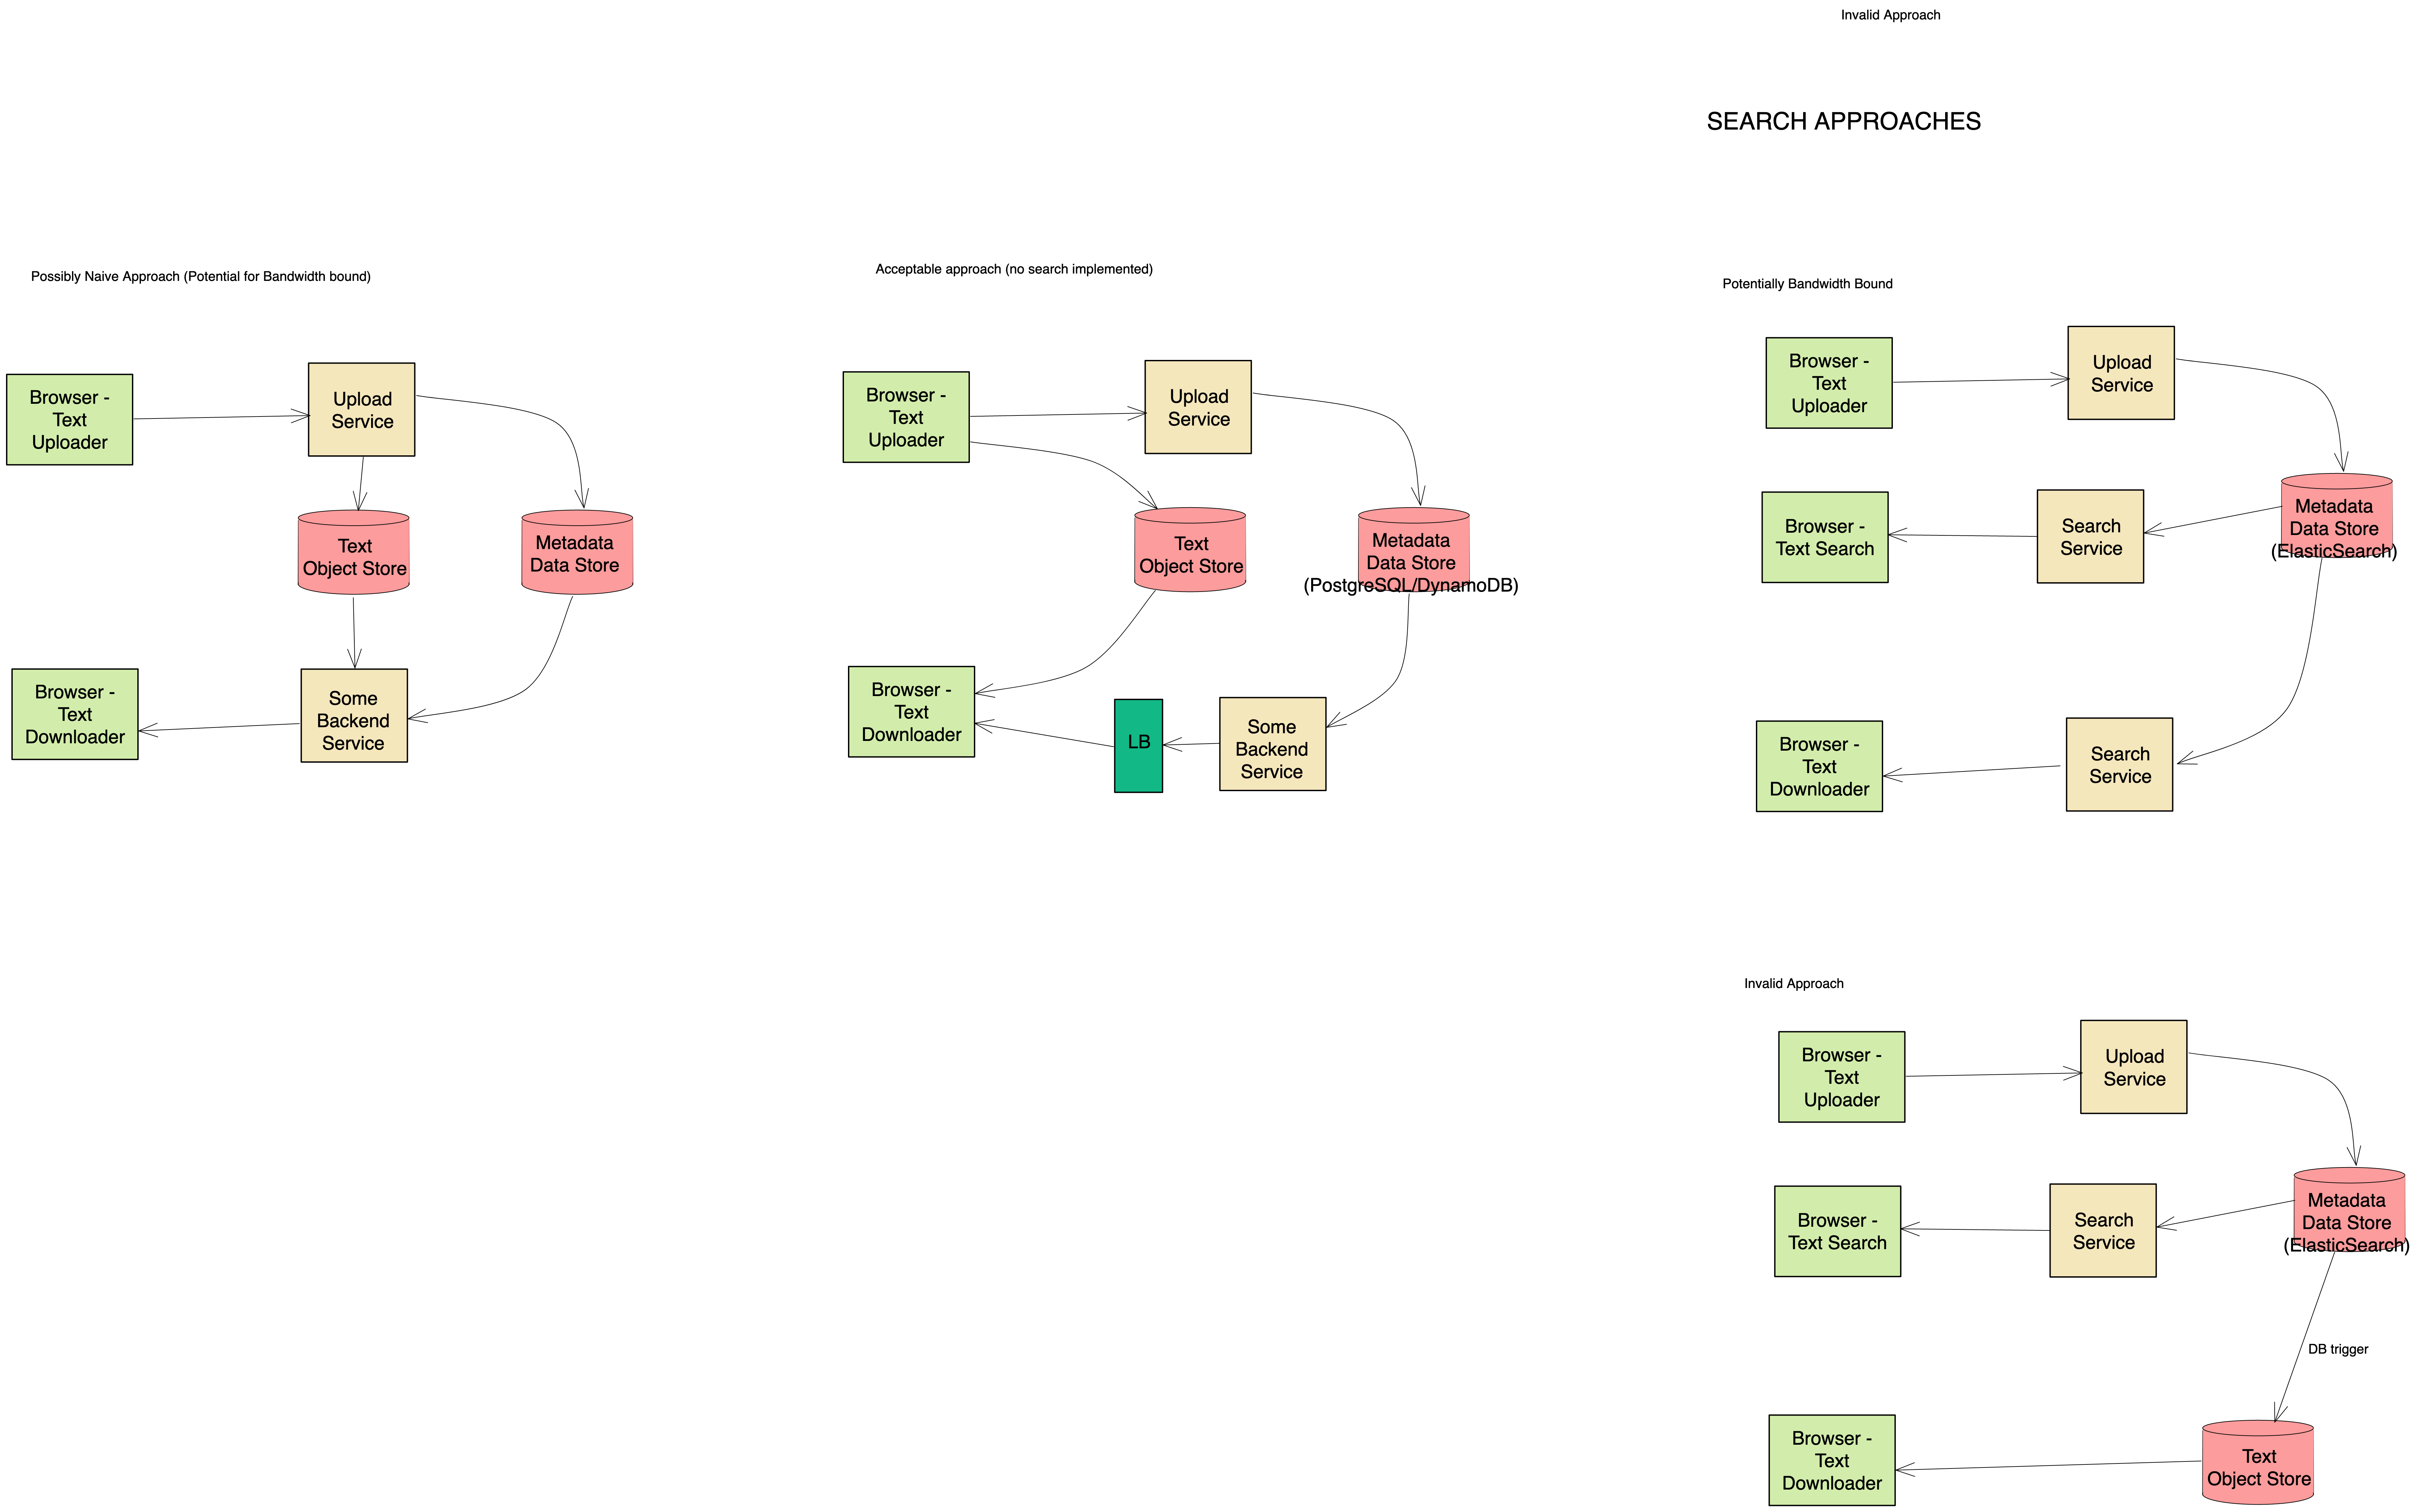 Invalid Approach
SEARCH APPROACHES
Possibly Naive Approach (Potential for Bandwidth bound)
Browser -
Text
Uploader
Upload
Service
Text
Object Store
Metadata
Data Store
Browser -
Text
Downloader
Some
Backend
Service
Acceptable approach (no search implemented)
Browser -
Text
Uploader
Upload
Service
Text
Object Store
Metadata
Data Store
(PostgreSQL/DynamoDB)
Browser -
Text
Downloader
LB
Some
Backend
Service
Potentially Bandwidth Bound
Browser -
Text
Uploader
Upload
Service
Browser -
Text Search
Search
Service
Metadata
Data Store
(ElasticSearch)
Browser -
Text
Downloader
Search
Service
Invalid Approach
Browser -
Text
Uploader
Upload
Service
Browser -
Text Search
Search
Service
Metadata
Data Store
(ElasticSearch)
DB trigger
Browser -
Text
Downloader
Text
Object Store